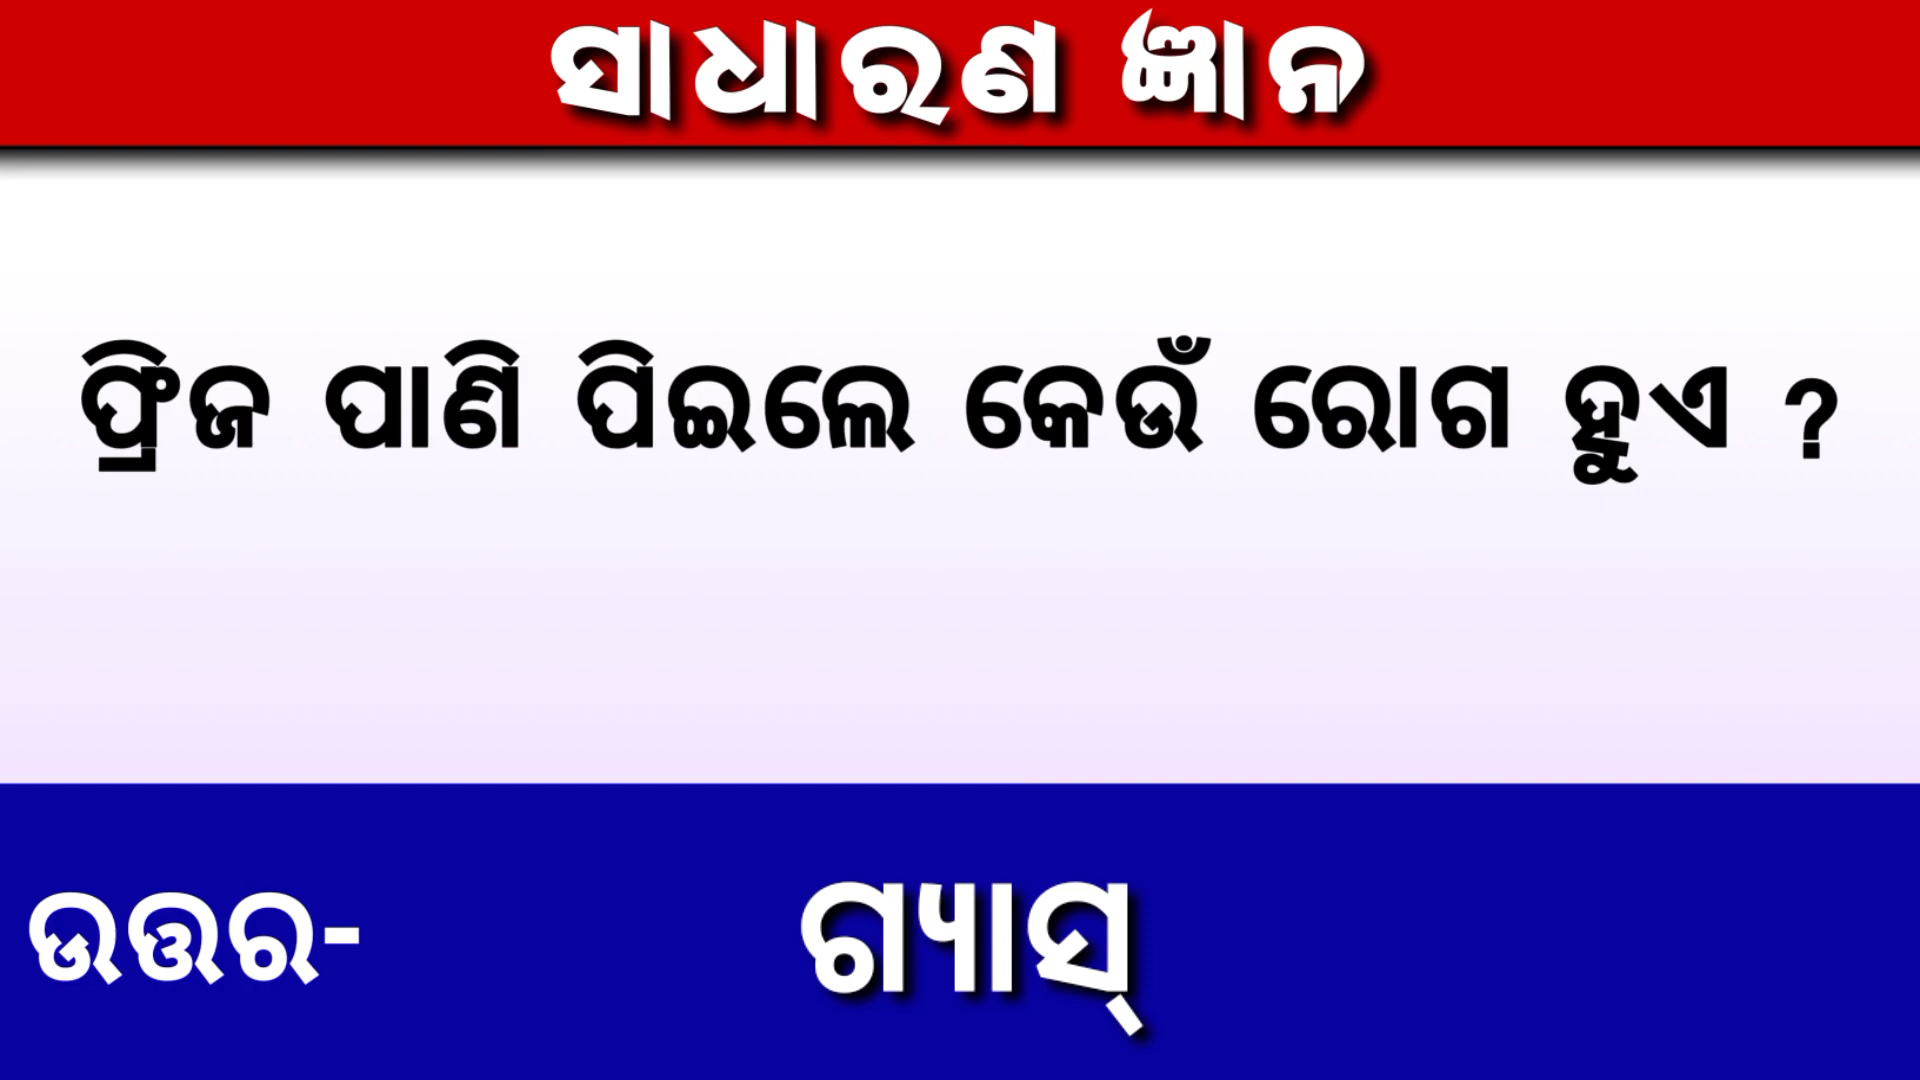 ସାଧାରଣ ଜ୍ଞାନ
ଫ୍ରିଜ ପାଣି ପିଇଲେ କେଉଁ ରୋଗ ହୁଏ ?
ଉତ୍ତର- ଗ୍ୟାସ୍